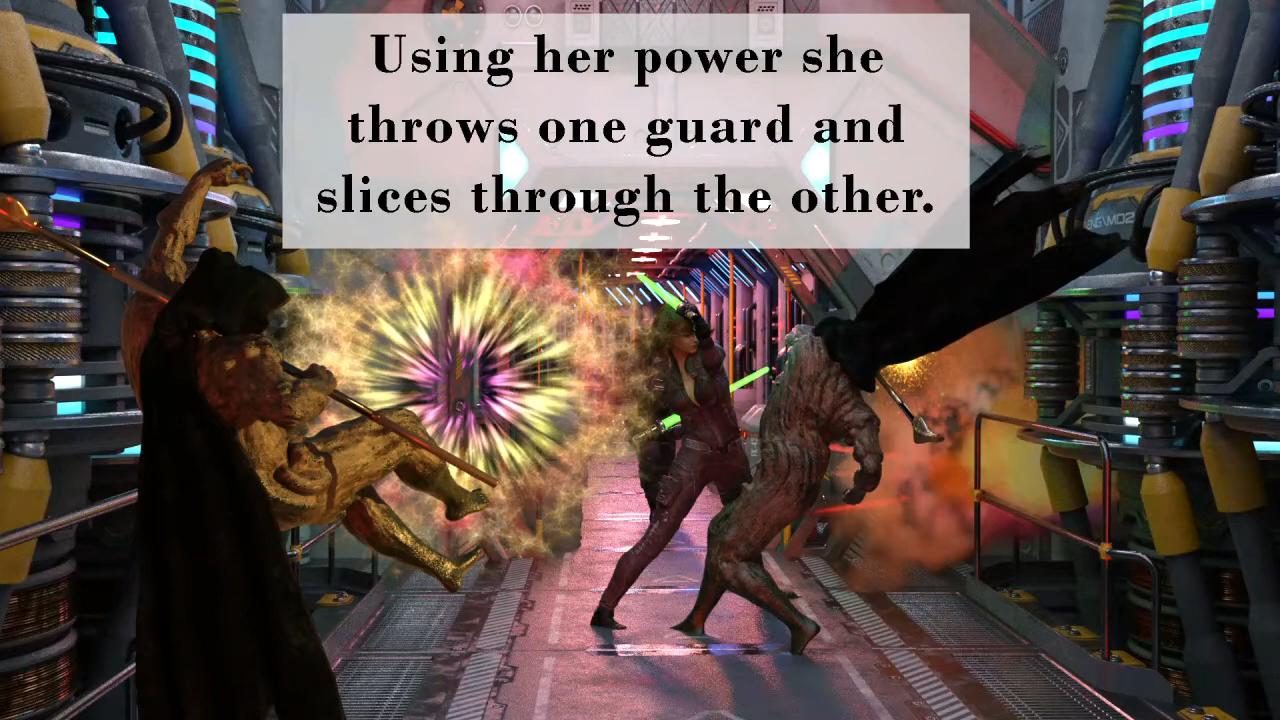 Using her power she
throws one guard and
slices through the other.